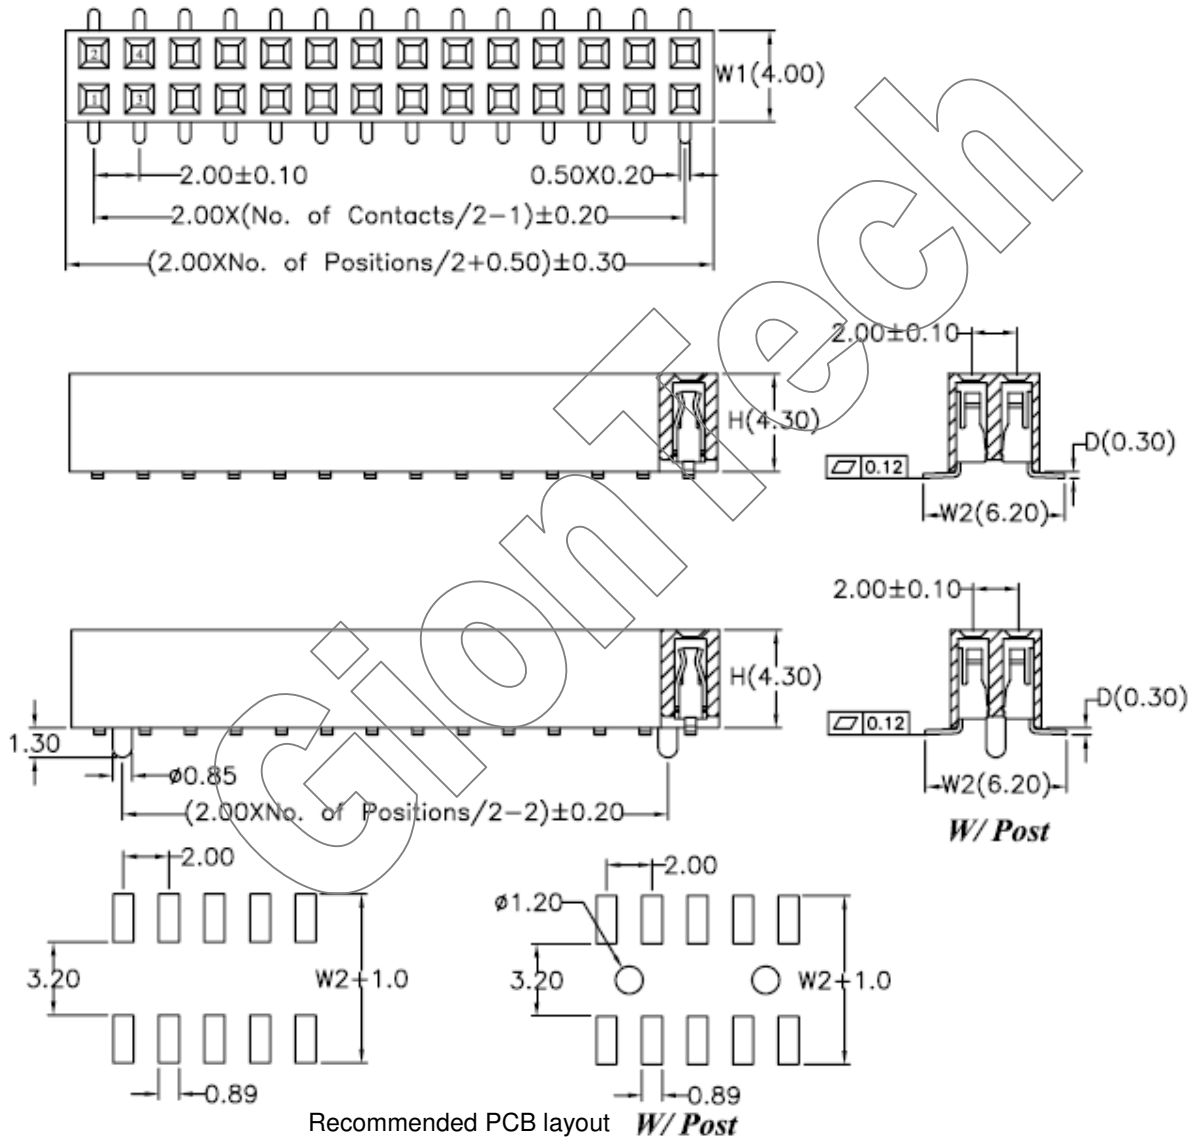 2 4
1 3
W1(4.00)
2.00±0.10
0.50X0.20
2.00X(No. of Contacts/2-1)±0.20
(2.00XNo. of Positions/2+0.50)±0.30
2.00±0.10
H(4.30)
D(0.30)
0.12
W2(6.20)
2.00±0.10
H(4.30)
D(0.30)
0.12
1.30
ø0.85
W2(6.20)
(2.00XNo. of Positions/2-2)±0.20
W/ Post
2.00
2.00
ø1.20
3.20
W2+1.0
3.20
W2+1.0
0.89
0.89
Recommended PCB layout W/ Post
GionTech